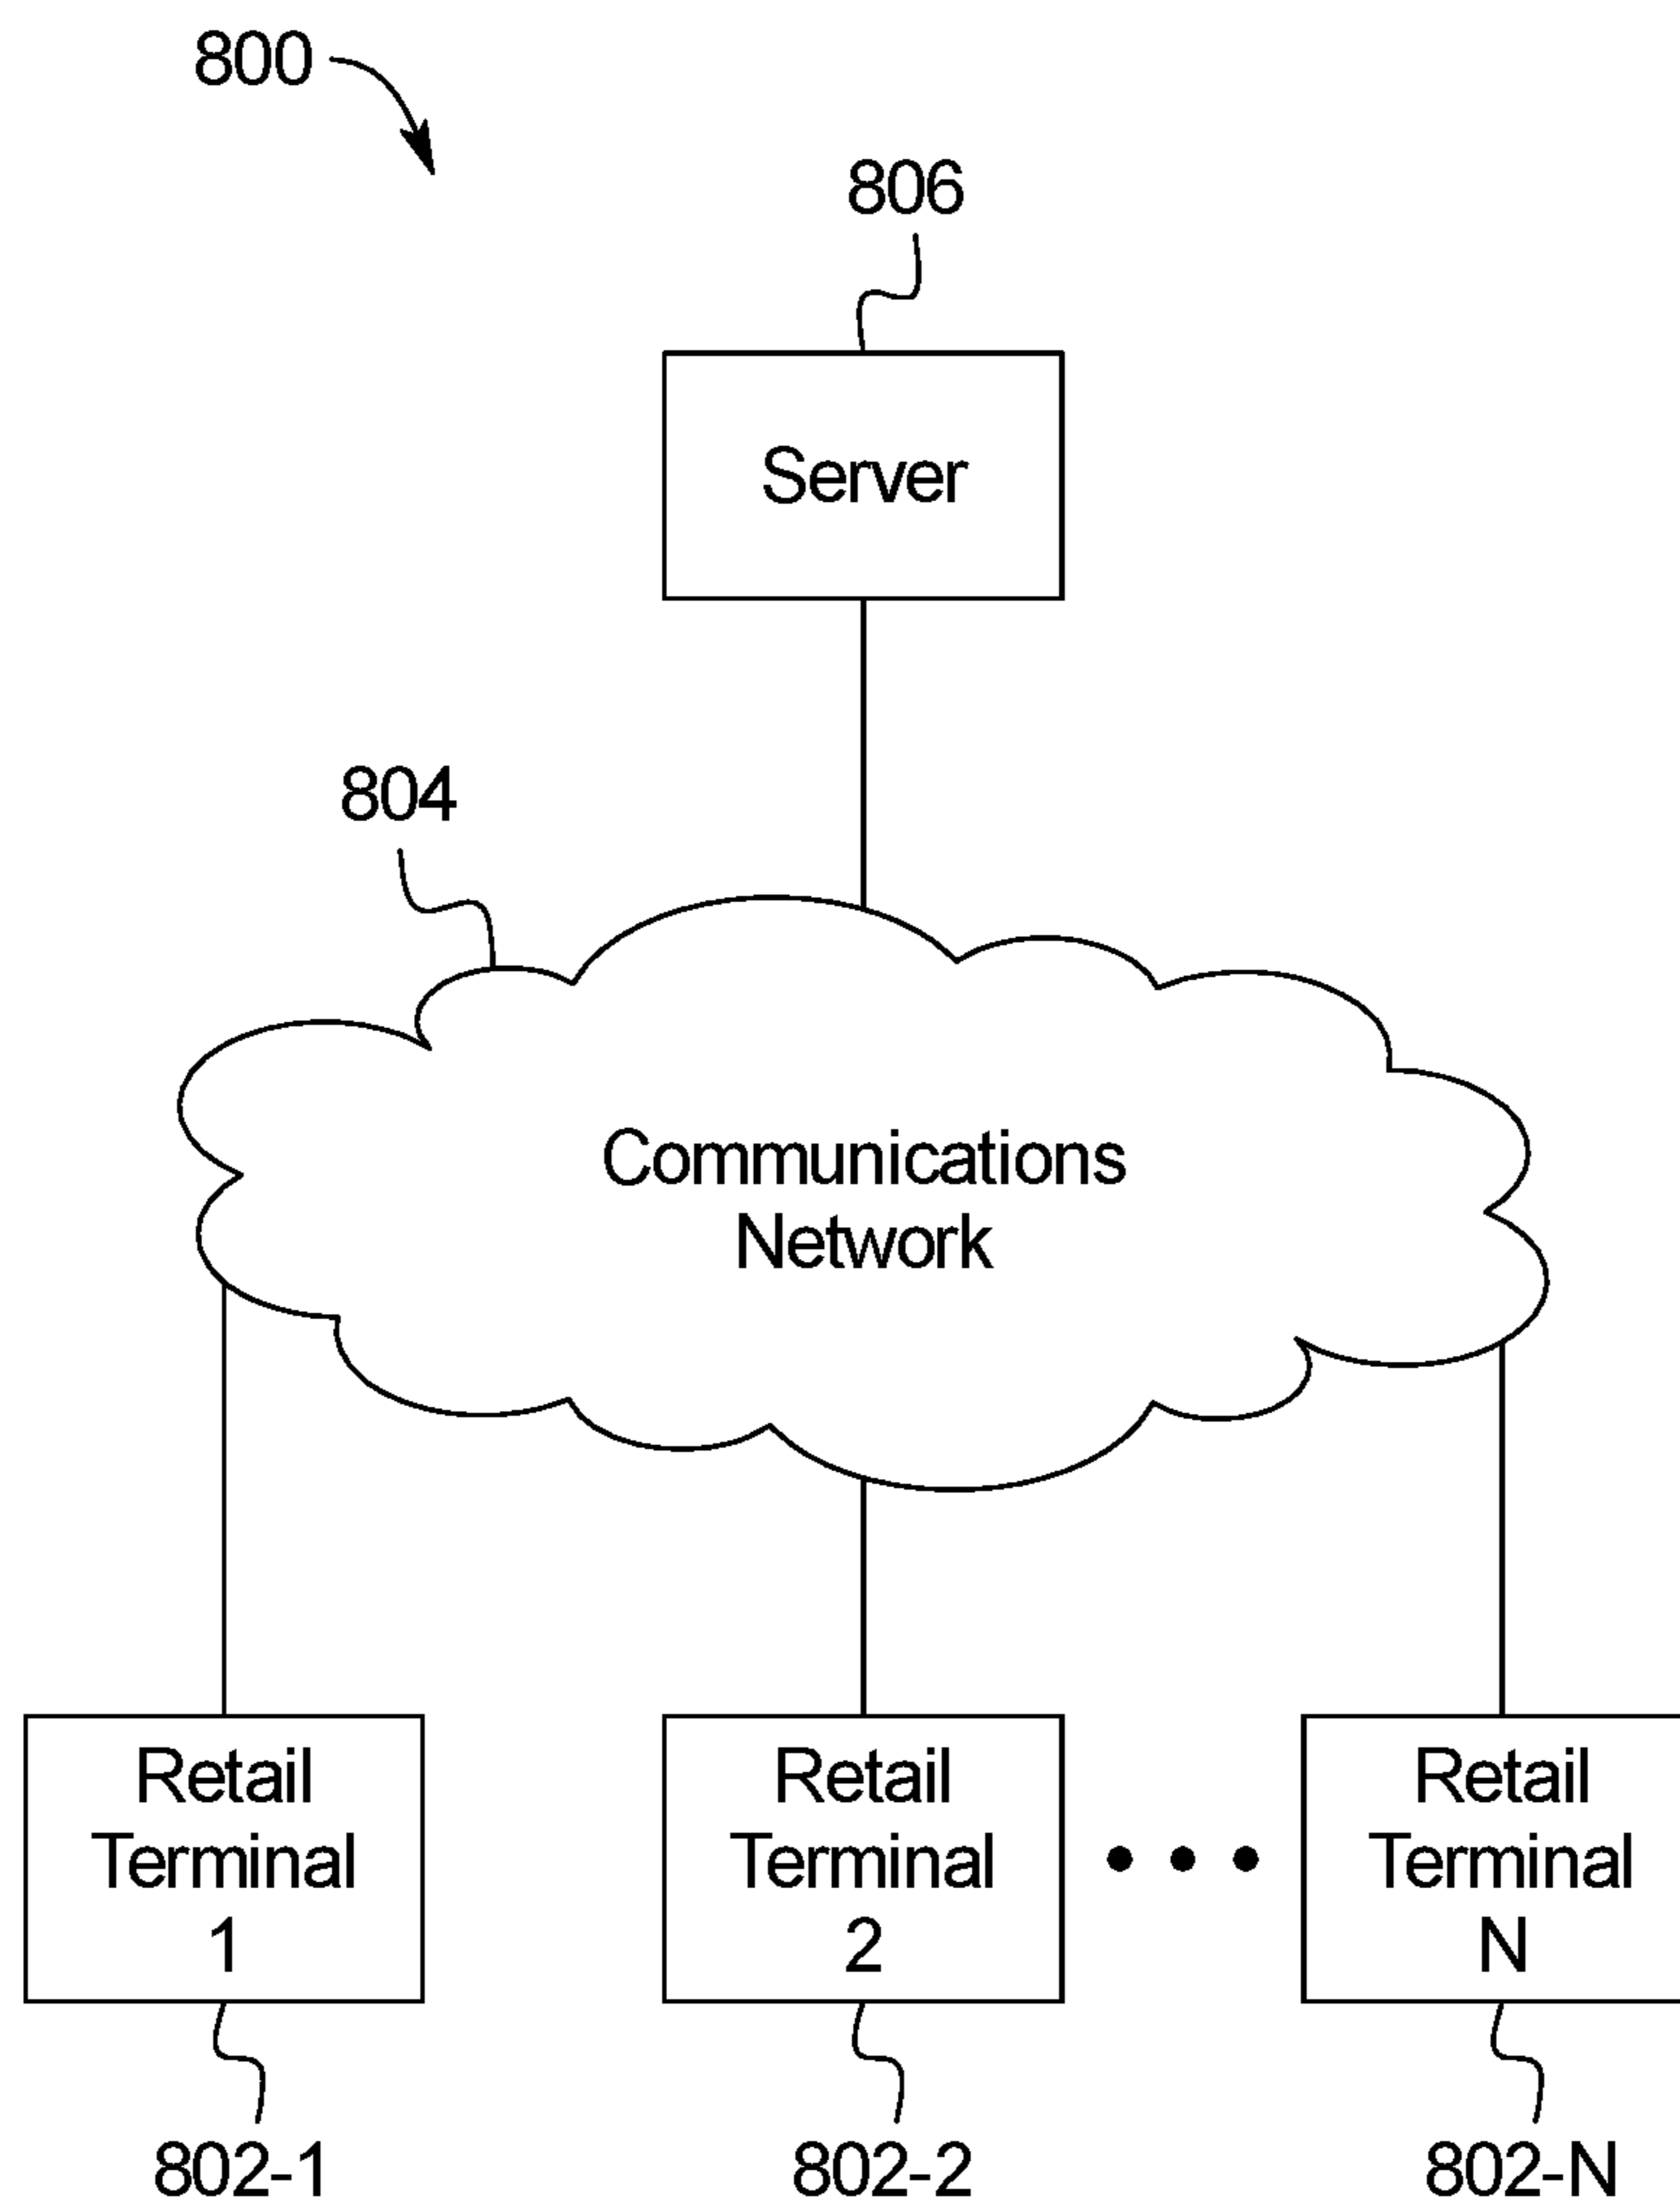 800
806
Server
804
Communications
Network
Retail
Terminal
1
Retail
Terminal
2
Retail
Terminal
N
802-1
802-2
802-N